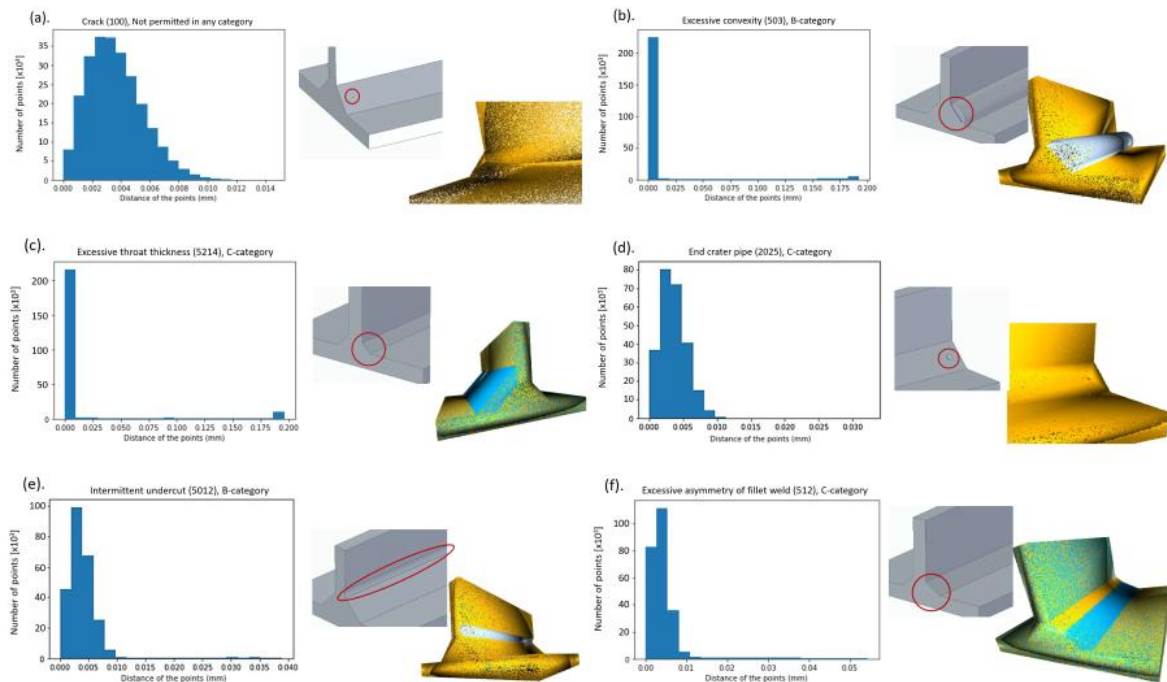 (a).
Crack (100), Not permitted in any category
Number of points [x10³]
35
30
25
20
15
10
5
0
0.000 0.002 0.004 0.006 0.008 0.010 0.012 0.014
Distance of the points (mm)
(b).
Excessive convexity (503), B-category
Number of points [x10³]
200
150
100
50
0
0.000 0.025 0.050 0.075 0.100 0.125 0.150 0.175 0.200
Distance of the points (mm)
(c).
Excessive throat thickness (5214), C-category
Number of points [x10³]
200
150
100
50
0
0.000 0.025 0.050 0.075 0.100 0.125 0.150 0.175 0.200
Distance of the points (mm)
(d).
End crater pipe (2025), C-category
Number of points [x10³]
80
70
60
50
40
30
20
10
0
0.000 0.005 0.010 0.015 0.020 0.025 0.030
Distance of the points (mm)
(e).
Intermittent undercut (5012), B-category
Number of points [x10³]
100
80
60
40
20
0
0.000 0.005 0.010 0.015 0.020 0.025 0.030 0.035 0.040
Distance of the points (mm)
(f).
Excessive asymmetry of fillet weld (512), C-category
Number of points [x10³]
100
80
60
40
20
0
0.00 0.01 0.02 0.03 0.04 0.05
Distance of the points (mm)